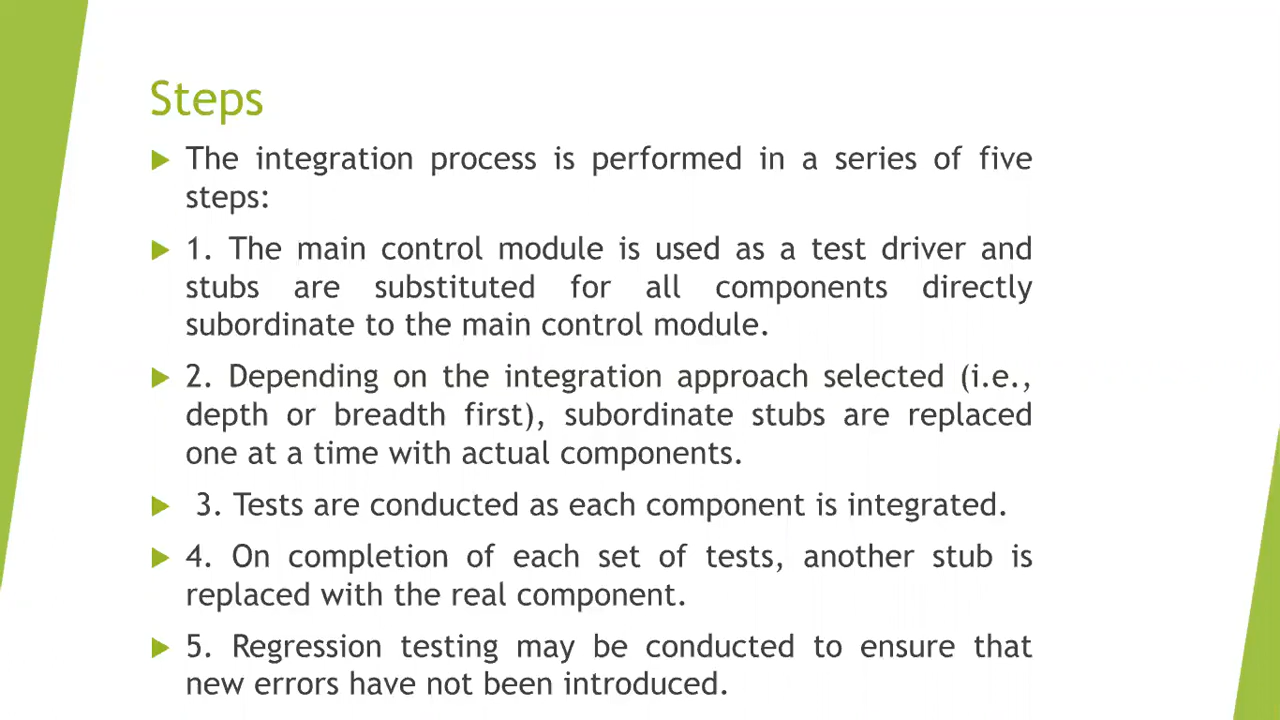 Steps
The integration process is performed in a series of five
steps:
1. The main control module is used as a test driver and
stubs are substituted for all components directly
subordinate to the main control module.
2. Depending on the integration approach selected (i.e.,
depth or breadth first), subordinate stubs are replaced
one at a time with actual components.
3. Tests are conducted as each component is integrated.
4. On completion of each set of tests, another stub is
replaced with the real component.
5. Regression testing may be conducted to ensure that
new errors have not been introduced.